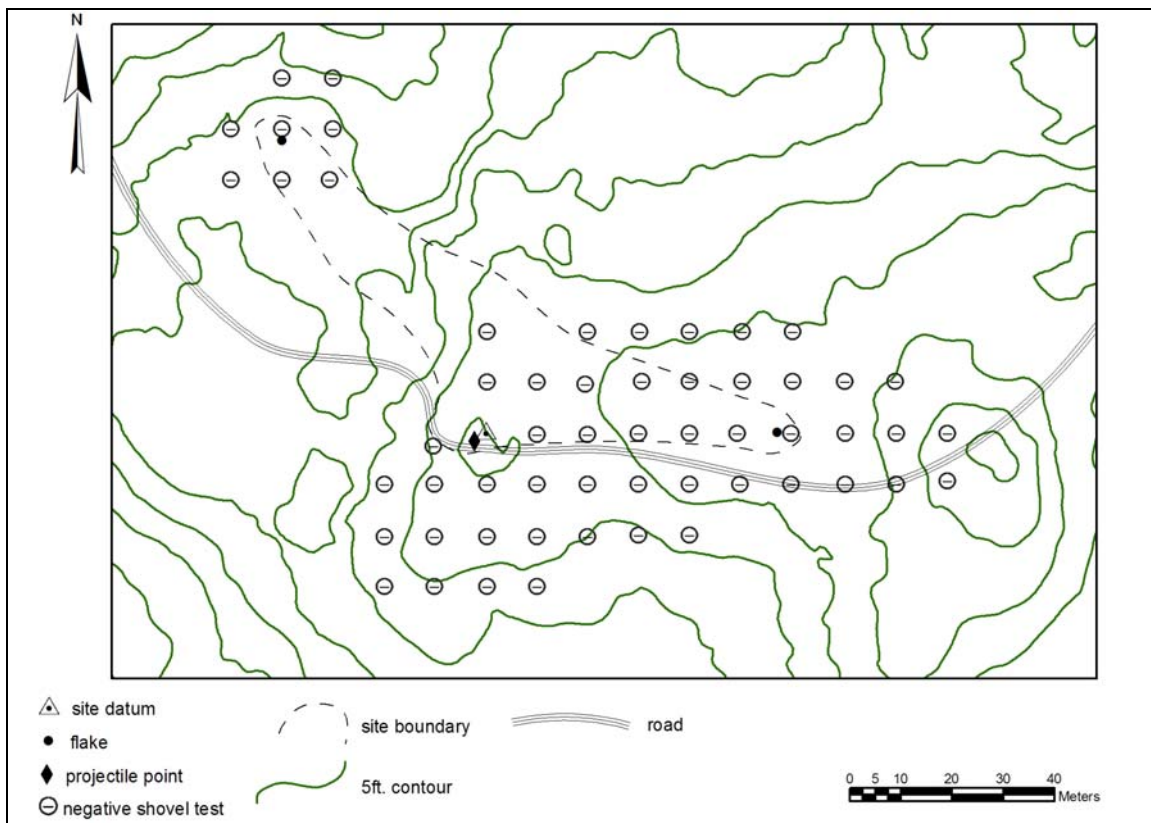 N
site datum
flake
projectile point
negative shovel test
site boundary
5ft. contour
road
0 5 10 20 30 40
Meters